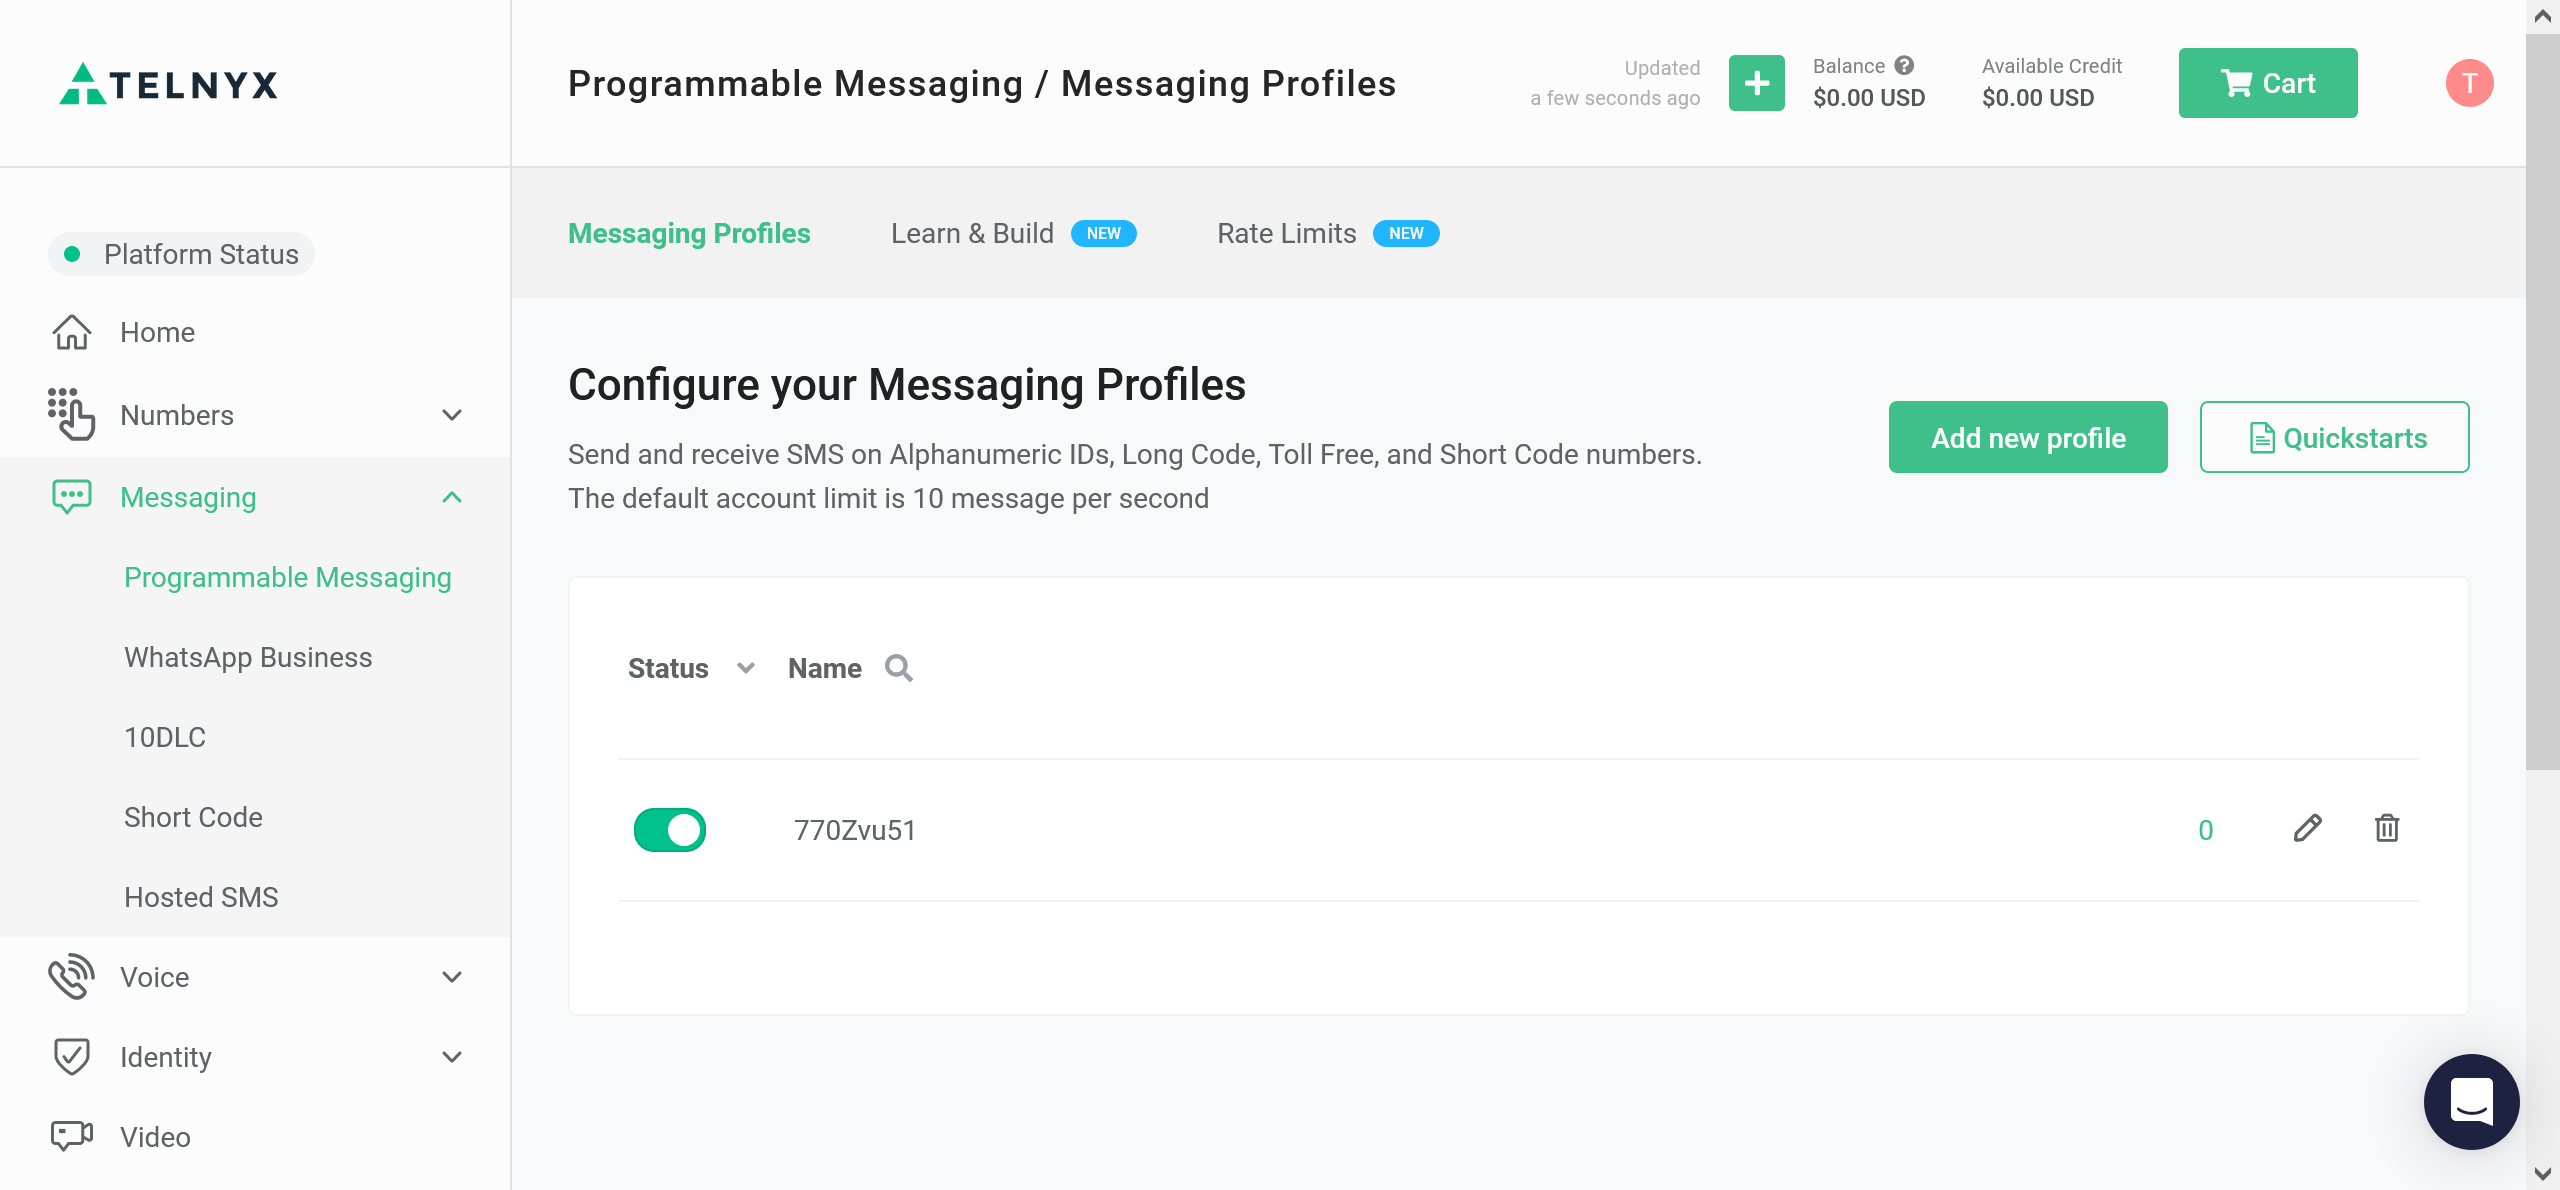 TELNYX
Programmable Messaging / Messaging Profiles
Updated
a few seconds ago
Balance
$0.00 USD
Available Credit
$0.00 USD
Cart
T
Platform Status
Home
Numbers
Messaging
Programmable Messaging
WhatsApp Business
10DLC
Short Code
Hosted SMS
Voice
Identity
Video
Messaging Profiles
Learn & Build NEW
Rate Limits NEW
Configure your Messaging Profiles
Send and receive SMS on Alphanumeric IDs, Long Code, Toll Free, and Short Code numbers.
The default account limit is 10 message per second
Add new profile
Quickstarts
Status
Name
770Zvu51
0